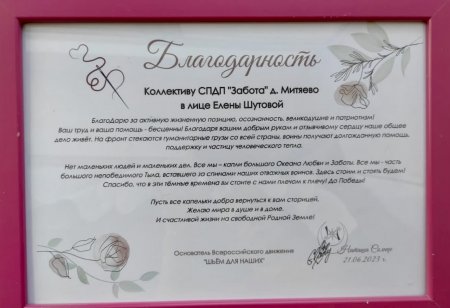 Благодарность
Коллективу СПДП "Забота" д. Митяево
в лице Елены Шутовой
Благодарю за активную жизненную позицию, осознанность, великодушие и патриотизм!
Ваш труд и ваша помощь - бесценны! Благодаря вашим добрым рукам и отзывчивому сердцу наше общее
дело живёт. На фронт стекаются гуманитарные грузы со всей страны, воины получают долгожданную помощь,
поддержку и частицу человеческого тепла.
Нет маленьких людей и маленьких дел. Все мы – капли большого Океана Любви и Заботы. Все мы - часть
большого непобедимого Тыла, вставшего за спинами наших отважных воинов. Здесь стоим и стоять будем!
Спасибо, что в эти тёмные времена вы стоите с нами плечом к плечу! До Победы!
Пусть все капельки добра вернуться к вам сторицей.
Желаю мира в душе и в доме.
И счастливой жизни на свободной Родной Земле!
Основатель Всероссийского движения
"ШЬЁМ ДЛЯ НАШИХ"
Наташа
21.06.2023 г.